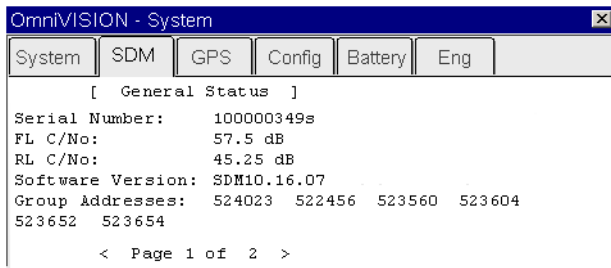 OmniVISION - System
System SDM GPS Config Battery Eng
[ General Status ]
Serial Number: 100000349s
FL C/No: 57.5 dB
RL C/No: 45.25 dB
Software Version: SDM10.16.07
Group Addresses: 524023 522456 523560 523604
523652 523654
< Page 1 of 2 >